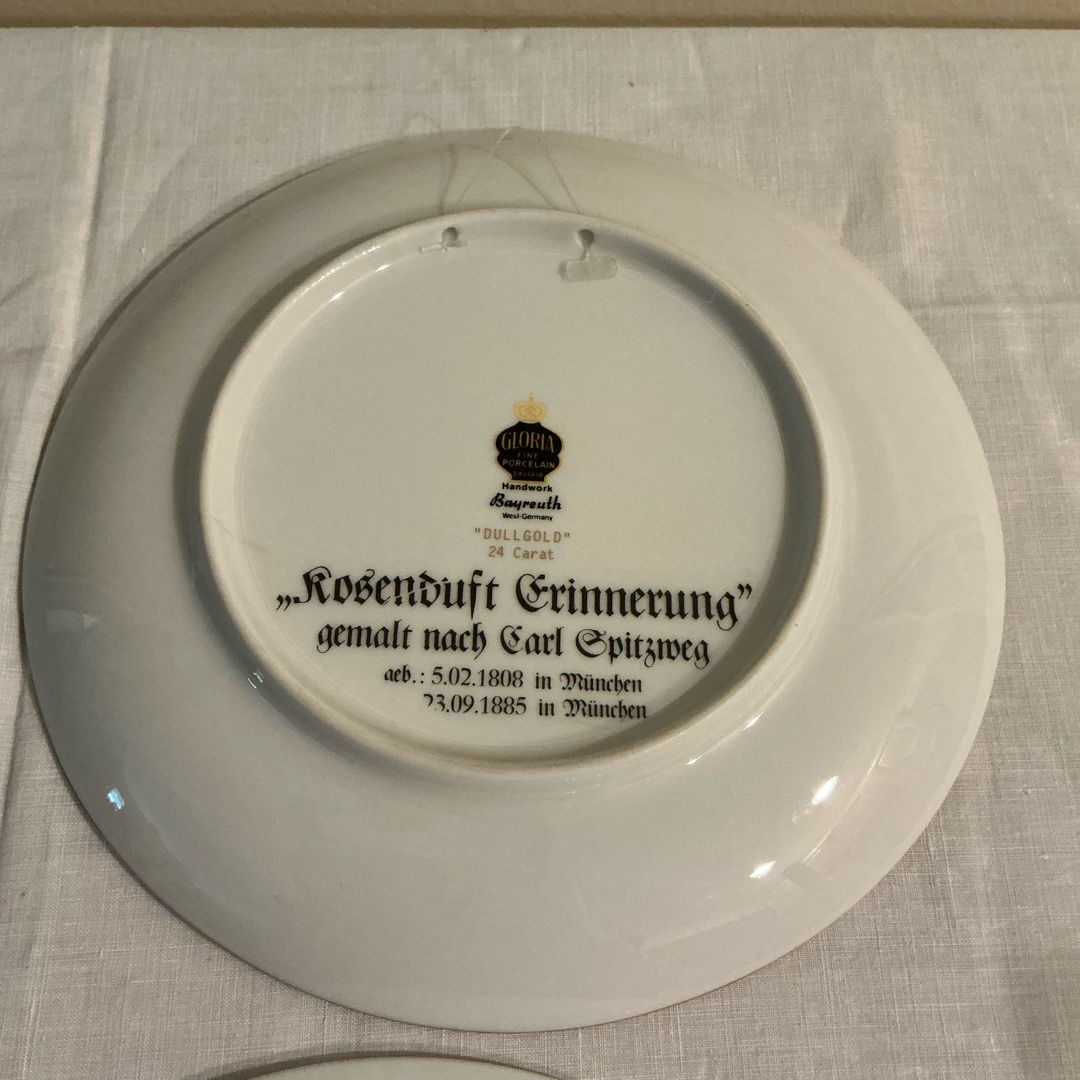 GLORIA
FINE
PORCELAIN
BAVARIA
Handwork
Bayreuth
West-Germany
"DULLGOLD"
24 Carat
„Rosenduft Erinnerung”
gemalt nach Carl Spitzweg
geb.: 5.02.1808 in München
23.09.1885 in München